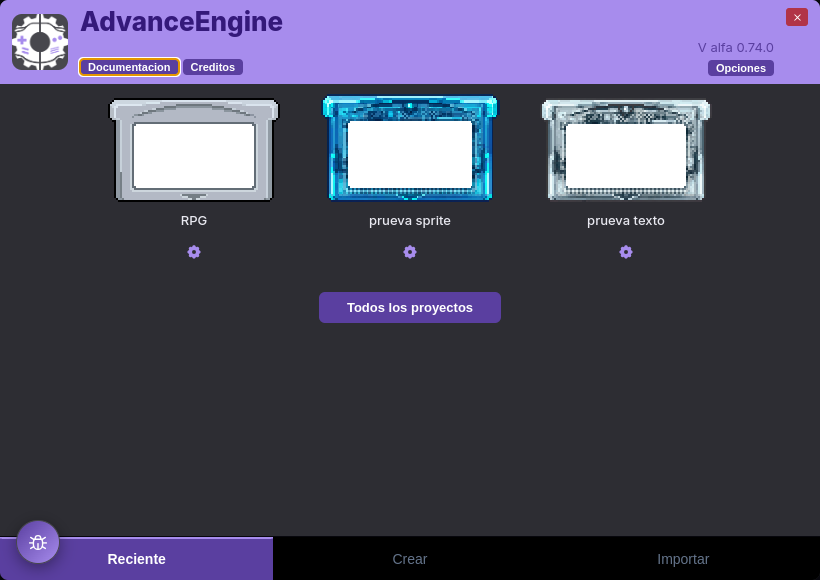 AdvanceEngine
×
V alfa 0.74.0
Documentacion
Creditos
Opciones
RPG
prueva sprite
prueva texto
Todos los proyectos
Reciente
Crear
Importar